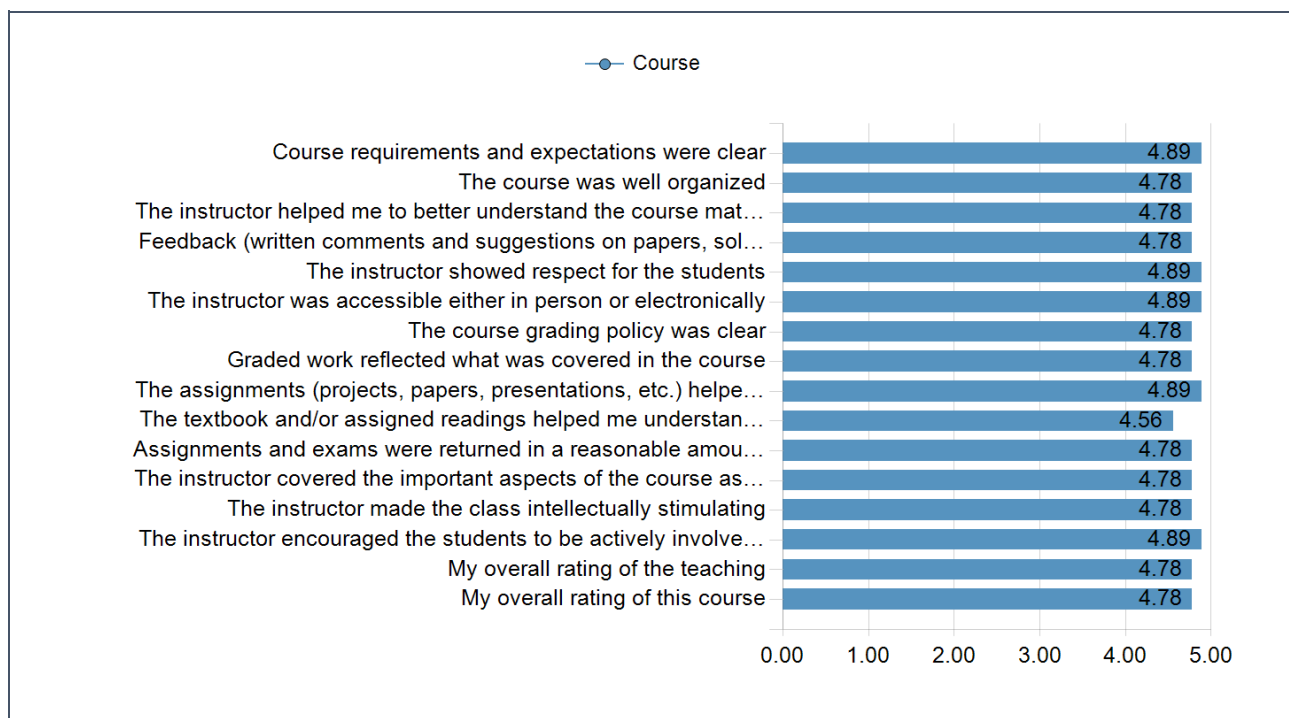 Course
Course requirements and expectations were clear 4.89
The course was well organized 4.78
The instructor helped me to better understand the course mat… 4.78
Feedback (written comments and suggestions on papers, sol… 4.78
The instructor showed respect for the students 4.89
The instructor was accessible either in person or electronically 4.89
The course grading policy was clear 4.78
Graded work reflected what was covered in the course 4.78
The assignments (projects, papers, presentations, etc.) helpe… 4.89
The textbook and/or assigned readings helped me understan… 4.56
Assignments and exams were returned in a reasonable amou… 4.78
The instructor covered the important aspects of the course as… 4.78
The instructor made the class intellectually stimulating 4.78
The instructor encouraged the students to be actively involve… 4.89
My overall rating of the teaching 4.78
My overall rating of this course 4.78
0.00 1.00 2.00 3.00 4.00 5.00